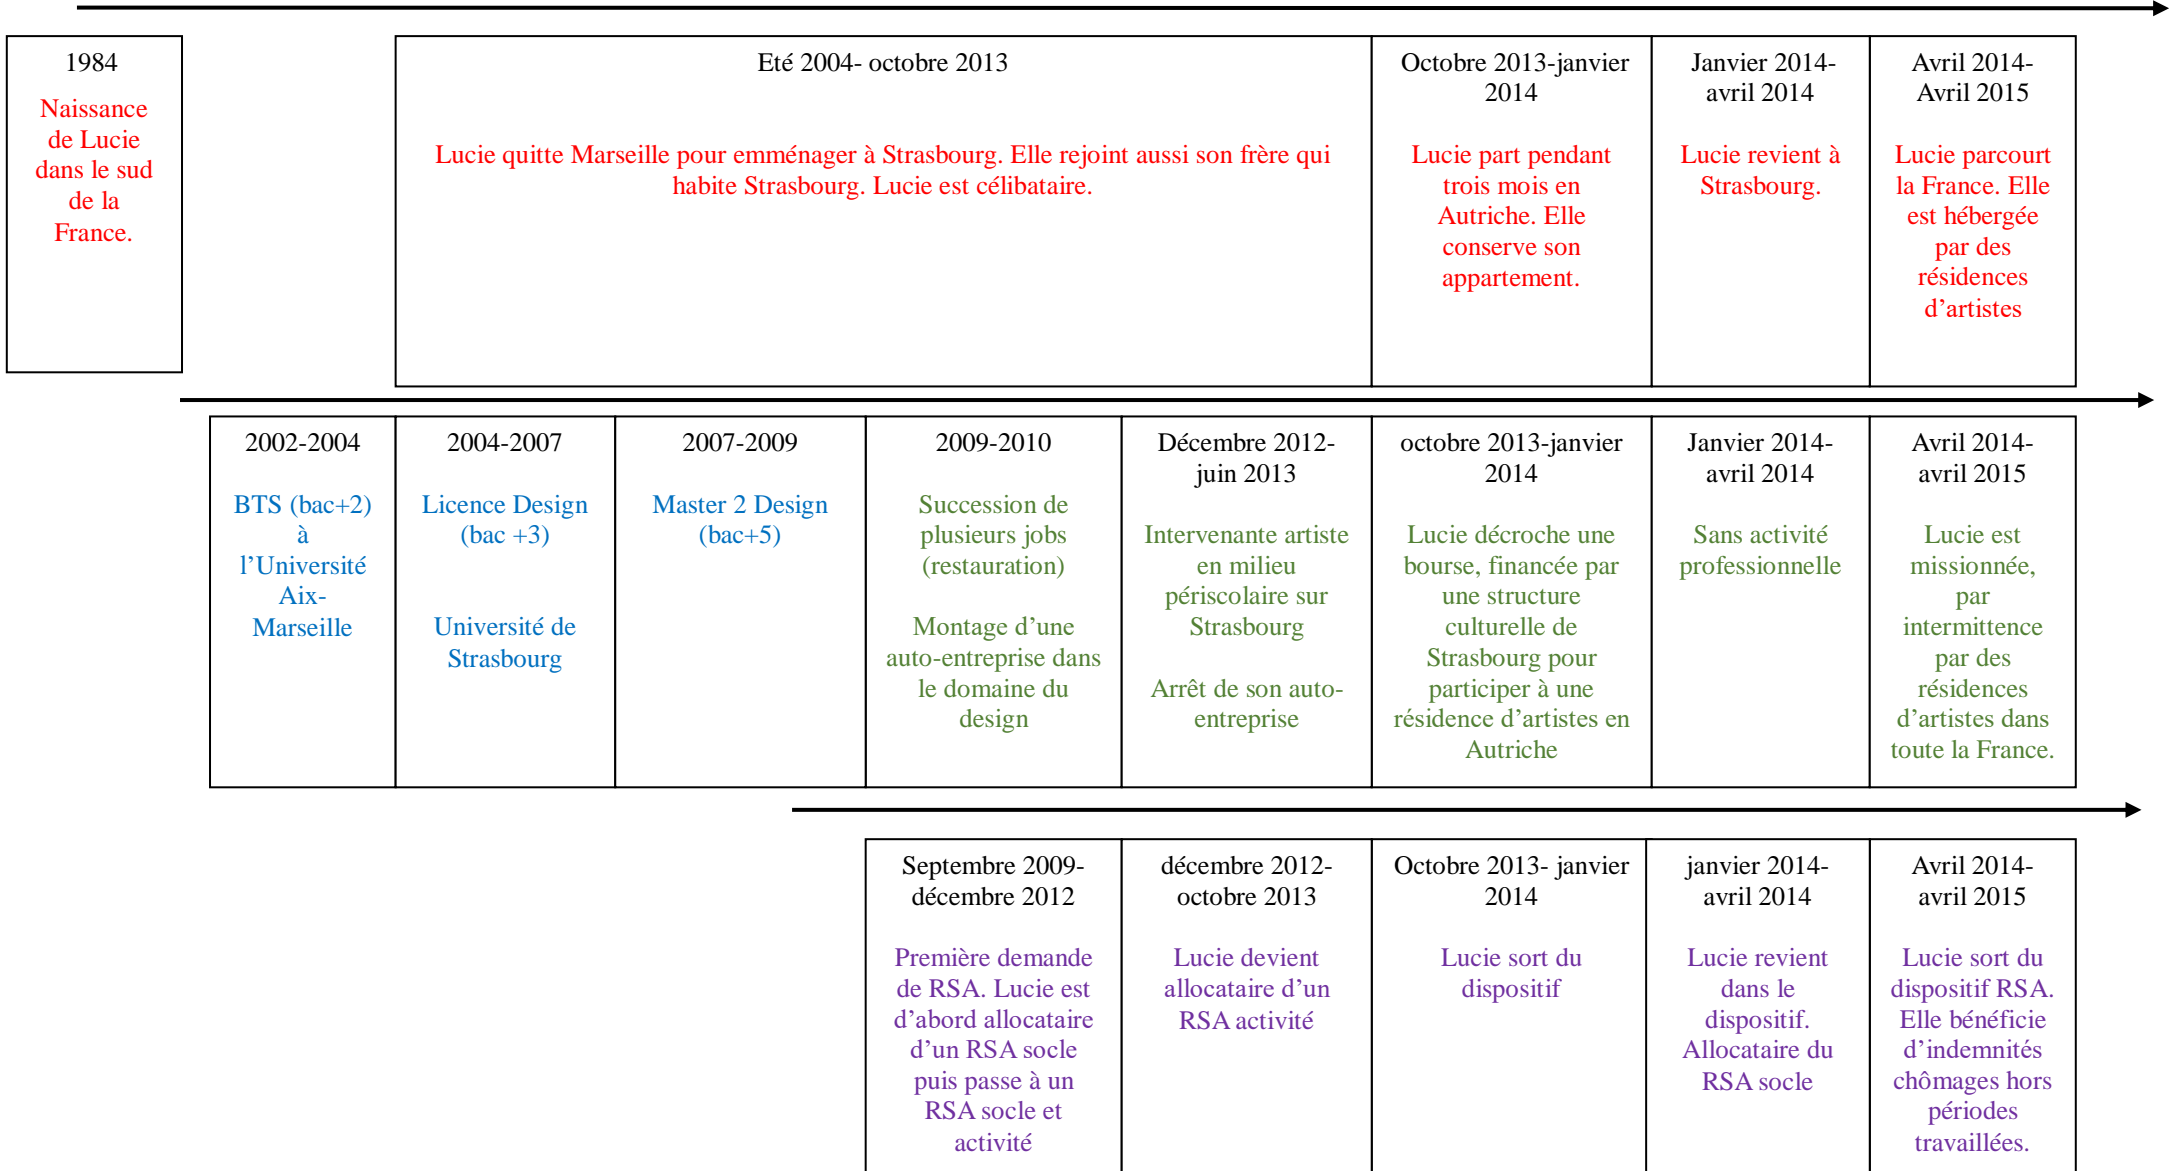 1984
Naissance
de Lucie
dans le sud
de la
France.
Eté 2004- octobre 2013
Lucie quitte Marseille pour emménager à Strasbourg. Elle rejoint aussi son frère qui
habite Strasbourg. Lucie est célibataire.
Octobre 2013-janvier
2014
Lucie part pendant
trois mois en
Autriche. Elle
conserve son
appartement.
Janvier 2014-
avril 2014
Lucie revient à
Strasbourg.
Avril 2014-
Avril 2015
Lucie parcourt
la France. Elle
est hébergée
par des
résidences
d’artistes
2002-2004
BTS (bac+2)
à
l’Université
Aix-
Marseille
2004-2007
Licence Design
(bac +3)
Université de
Strasbourg
2007-2009
Master 2 Design
(bac+5)
2009-2010
Succession de
plusieurs jobs
(restauration)
Montage d’une
auto-entreprise dans
le domaine du
design
Décembre 2012-
juin 2013
Intervenante artiste
en milieu
périscolaire sur
Strasbourg
Arrêt de son auto-
entreprise
octobre 2013-janvier
2014
Lucie décroche une
bourse, financée par
une structure
culturelle de
Strasbourg pour
participer à une
résidence d’artistes en
Autriche
Janvier 2014-
avril 2014
Sans activité
professionnelle
Avril 2014-
avril 2015
Lucie est
missionnée,
par
intermittence
par des
résidences
d’artistes dans
toute la France.
Septembre 2009-
décembre 2012
Première demande
de RSA. Lucie est
d’abord allocataire
d’un RSA socle
puis passe à un
RSA socle et
activité
décembre 2012-
octobre 2013
Lucie devient
allocataire d’un
RSA activité
Octobre 2013- janvier
2014
Lucie sort du
dispositif
janvier 2014-
avril 2014
Lucie revient
dans le
dispositif.
Allocataire du
RSA socle
Avril 2014-
avril 2015
Lucie sort du
dispositif RSA.
Elle bénéficie
d’indemnités
chômages hors
périodes
travaillées.